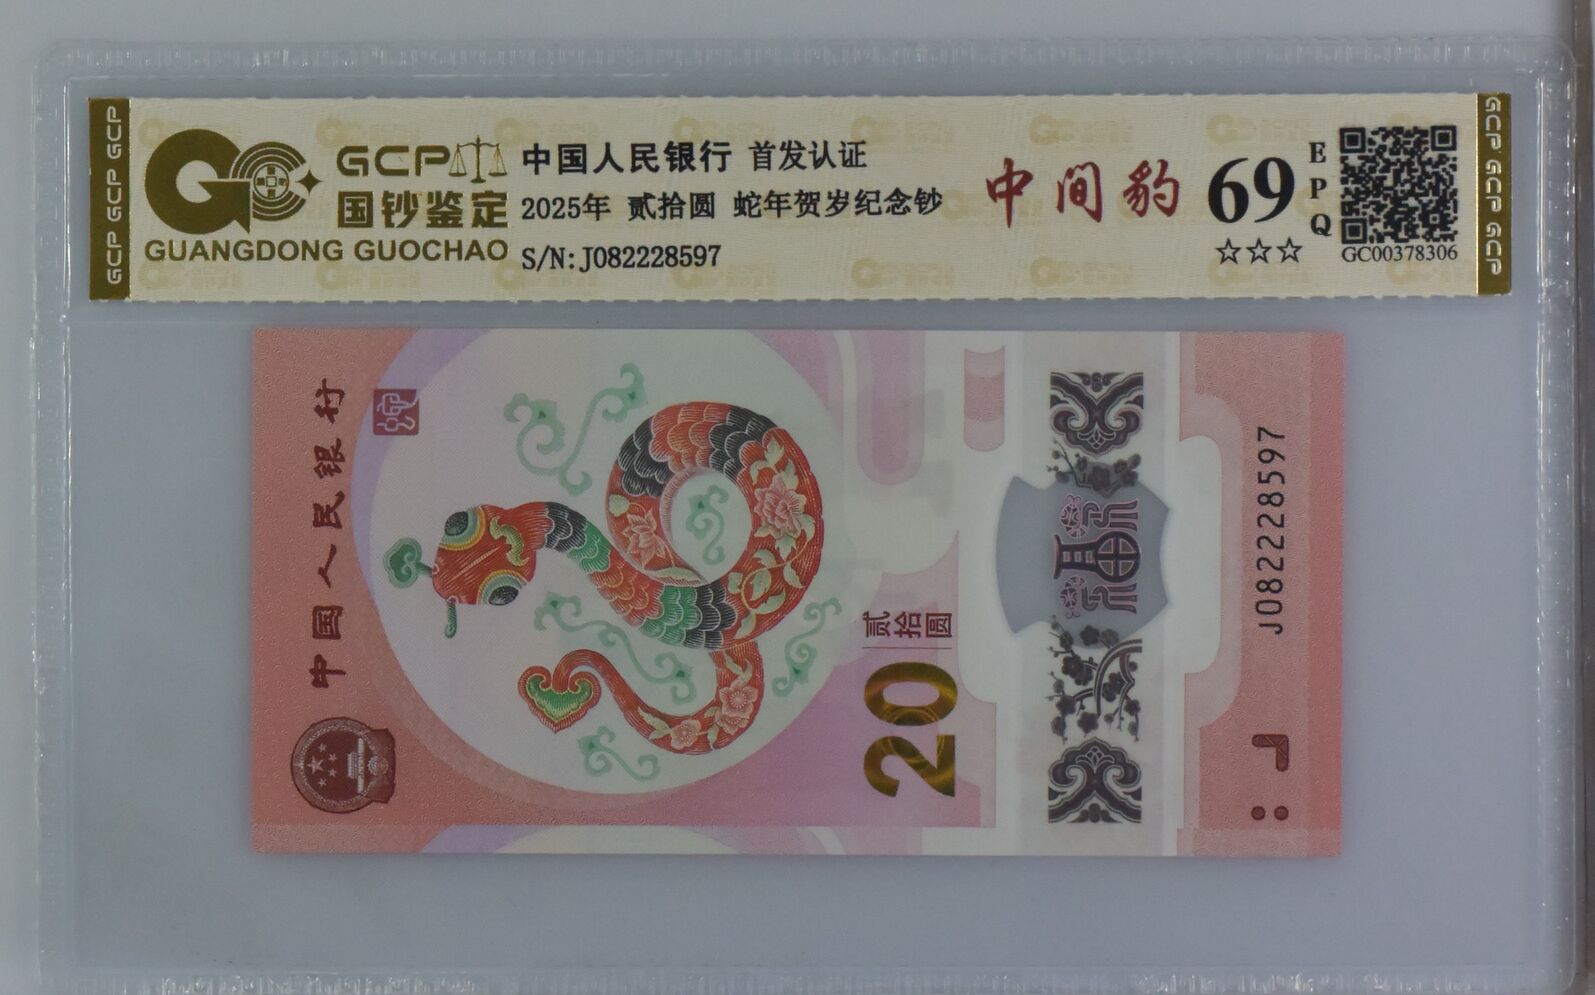 GCP GCP GCP
GCP
国钞鉴定
GUANGDONG GUOCHAO
中国人民银行 首发认证
2025年 贰拾圆 蛇年贺岁纪念钞
S/N:J082228597
中间豹
69
EPQ
☆☆☆
GC00378306
GCP GCP GCP
中国人民银行
贰拾圆
20
福
J082228597